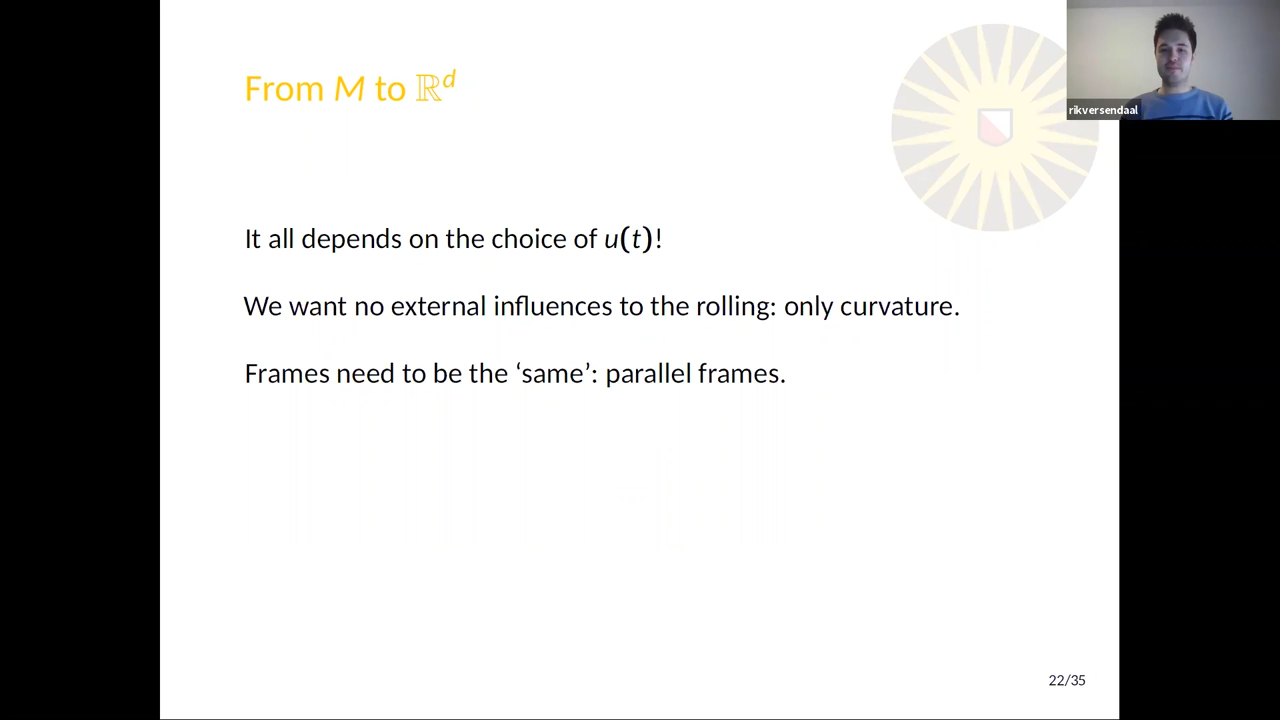 From M to ℝᵈ
rikversendaal
It all depends on the choice of u(t)!
We want no external influences to the rolling: only curvature.
Frames need to be the ‘same’: parallel frames.
22/35